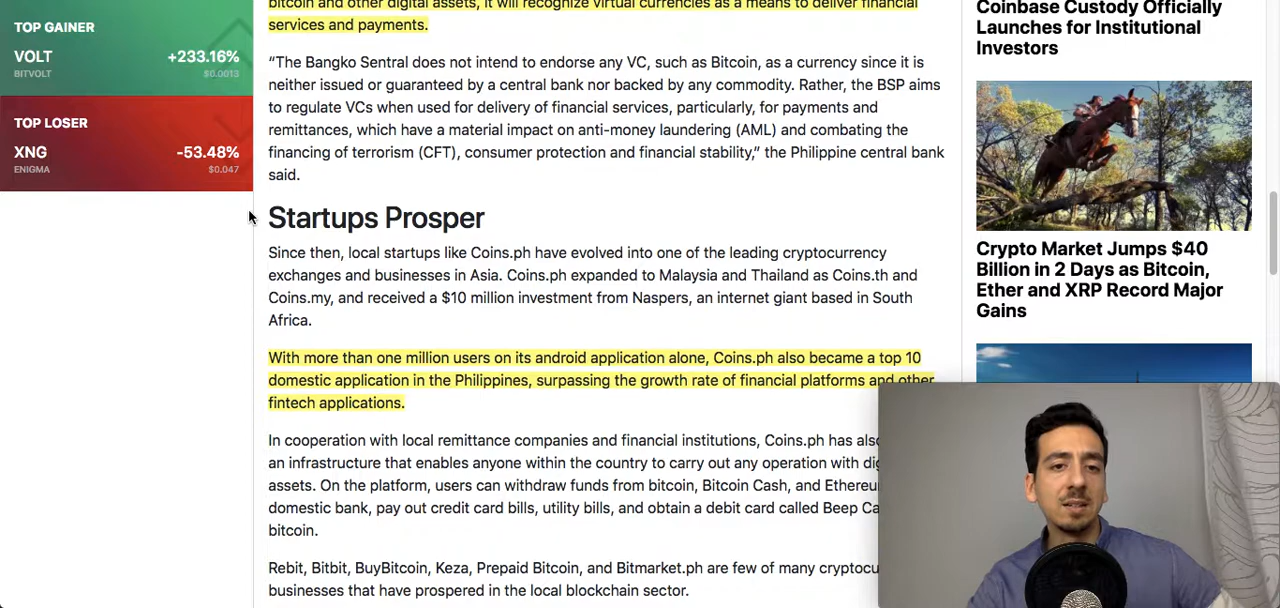 TOP GAINER
VOLT +233.16%
BITVOLT $0.0013
TOP LOSER
XNG -53.48%
ENIGMA $0.047
bitcoin and other digital assets, it will recognize virtual currencies as a means to deliver financial
services and payments.
“The Bangko Sentral does not intend to endorse any VC, such as Bitcoin, as a currency since it is
neither issued or guaranteed by a central bank nor backed by any commodity. Rather, the BSP aims
to regulate VCs when used for delivery of financial services, particularly, for payments and
remittances, which have a material impact on anti-money laundering (AML) and combating the
financing of terrorism (CFT), consumer protection and financial stability,” the Philippine central bank
said.
Startups Prosper
Since then, local startups like Coins.ph have evolved into one of the leading cryptocurrency
exchanges and businesses in Asia. Coins.ph expanded to Malaysia and Thailand as Coins.th and
Coins.my, and received a $10 million investment from Naspers, an internet giant based in South
Africa.
With more than one million users on its android application alone, Coins.ph also became a top 10
domestic application in the Philippines, surpassing the growth rate of financial platforms and other
fintech applications.
In cooperation with local remittance companies and financial institutions, Coins.ph has also
an infrastructure that enables anyone within the country to carry out any operation with
assets. On the platform, users can withdraw funds from bitcoin, Bitcoin Cash, and
domestic bank, pay out credit card bills, utility bills, and obtain a debit card called Beep
bitcoin.
Rebit, Bitbit, BuyBitcoin, Keza, Prepaid Bitcoin, and Bitmarket.ph are few of many
businesses that have prospered in the local blockchain sector.
Coinbase Custody Officially
Launches for Institutional
Investors
Crypto Market Jumps $40
Billion in 2 Days as Bitcoin,
Ether and XRP Record Major
Gains